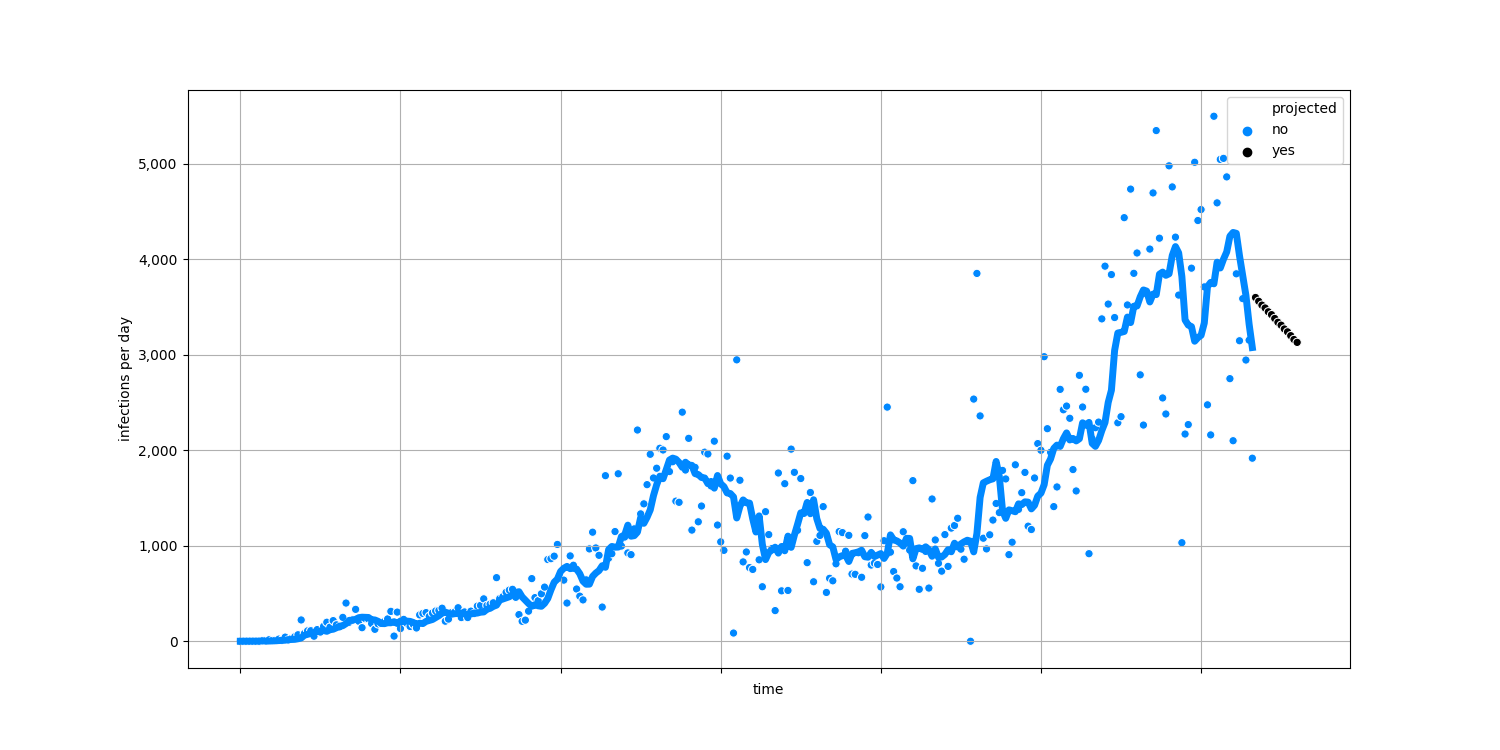 projected
no
yes
5,000
4,000
3,000
2,000
1,000
0
infections per day
time